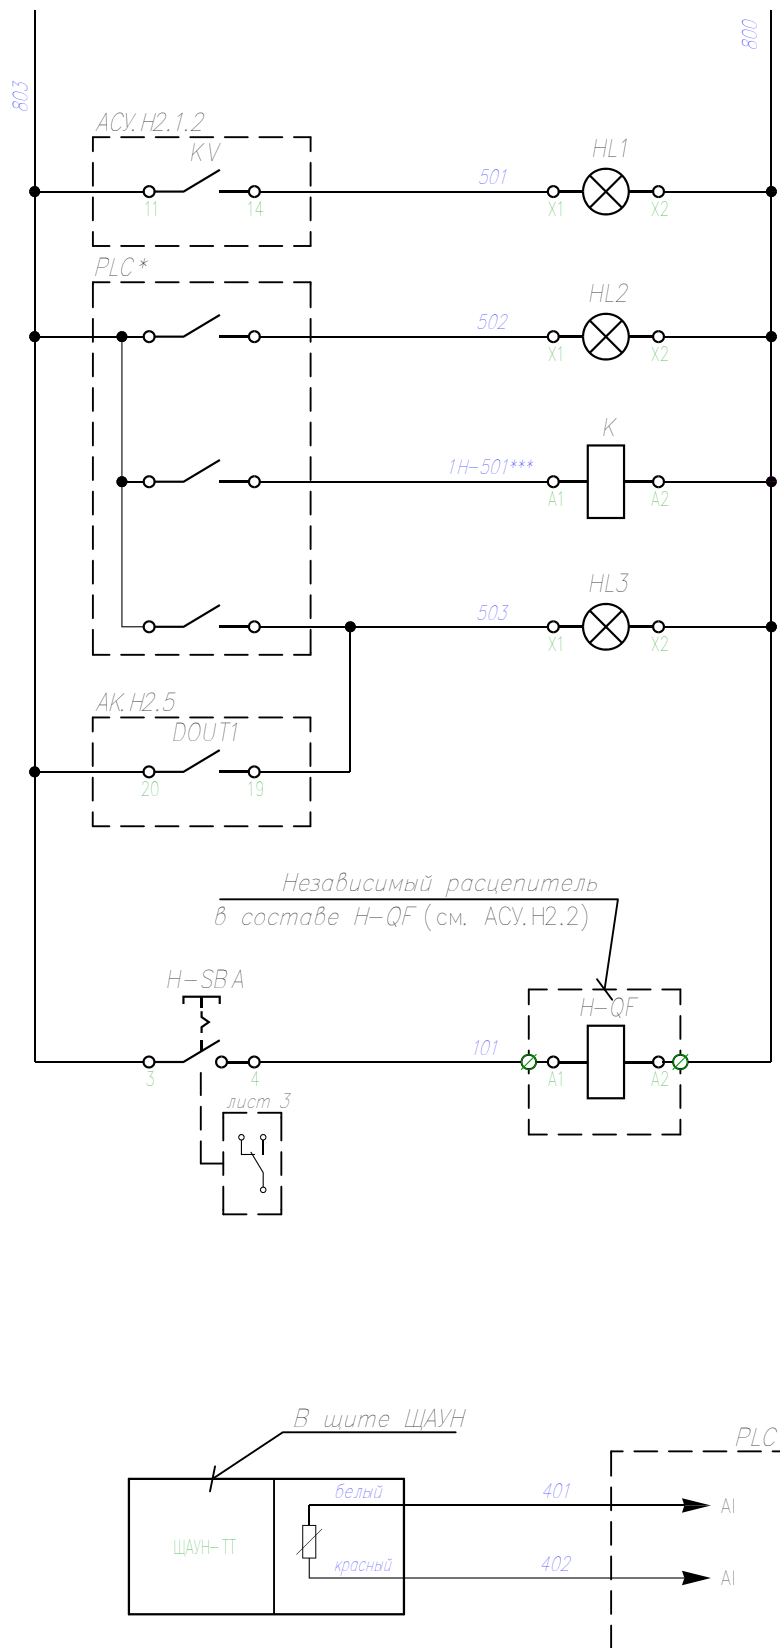 800
803
АСУ.Н2.1.2
KV
HL1
501
11
14
X1
X2
PLC*
HL2
502
X1
X2
K
1Н-501***
A1
A2
HL3
503
X1
X2
АК.Н2.5
DOUT1
20
19
Независимый расцепитель
в составе Н-QF (см. АСУ.Н2.2)
H-SBA
H-QF
101
3
4
A1
A2
лист 3
В щите ЩАУН
PLC
белый
401
AI
ЩАУН-ТТ
красный
402
AI